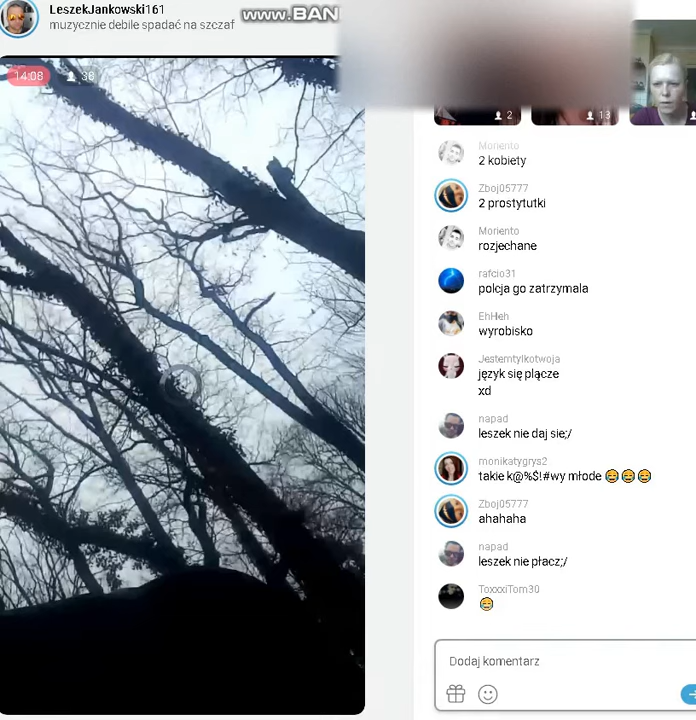 LeszekJankowski161
muzycznie debile spadać na szczaf
www.BAN
14:08
38
2
13
Moriento
2 kobiety
Zboj05777
2 prostytutki
Moriento
rozjechane
rafcio31
polcja go zatrzymala
EhHeh
wyrobisko
Jestemtylkotwoja
język się plącze
xd
napad
leszek nie daj sie;/
monikatygrys2
takie k@%$!#wy młode 😂😂😂
Zboj05777
ahahaha
napad
leszek nie płacz;/
ToxxxiTom30
😂
Dodaj komentarz